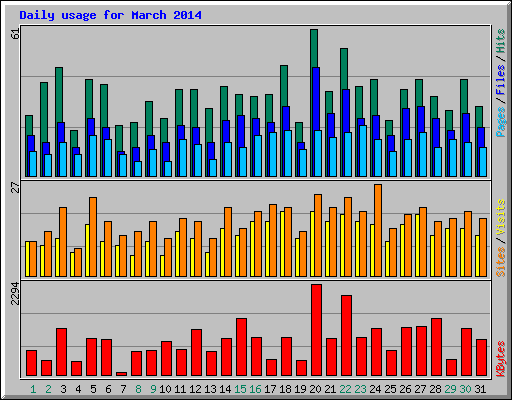 Daily usage for March 2014
61
Pages / Files / Hits
27
Sites / Visits
2294
KBytes
1 2 3 4 5 6 7 8 9 10 11 12 13 14 15 16 17 18 19 20 21 22 23 24 25 26 27 28 29 30 31